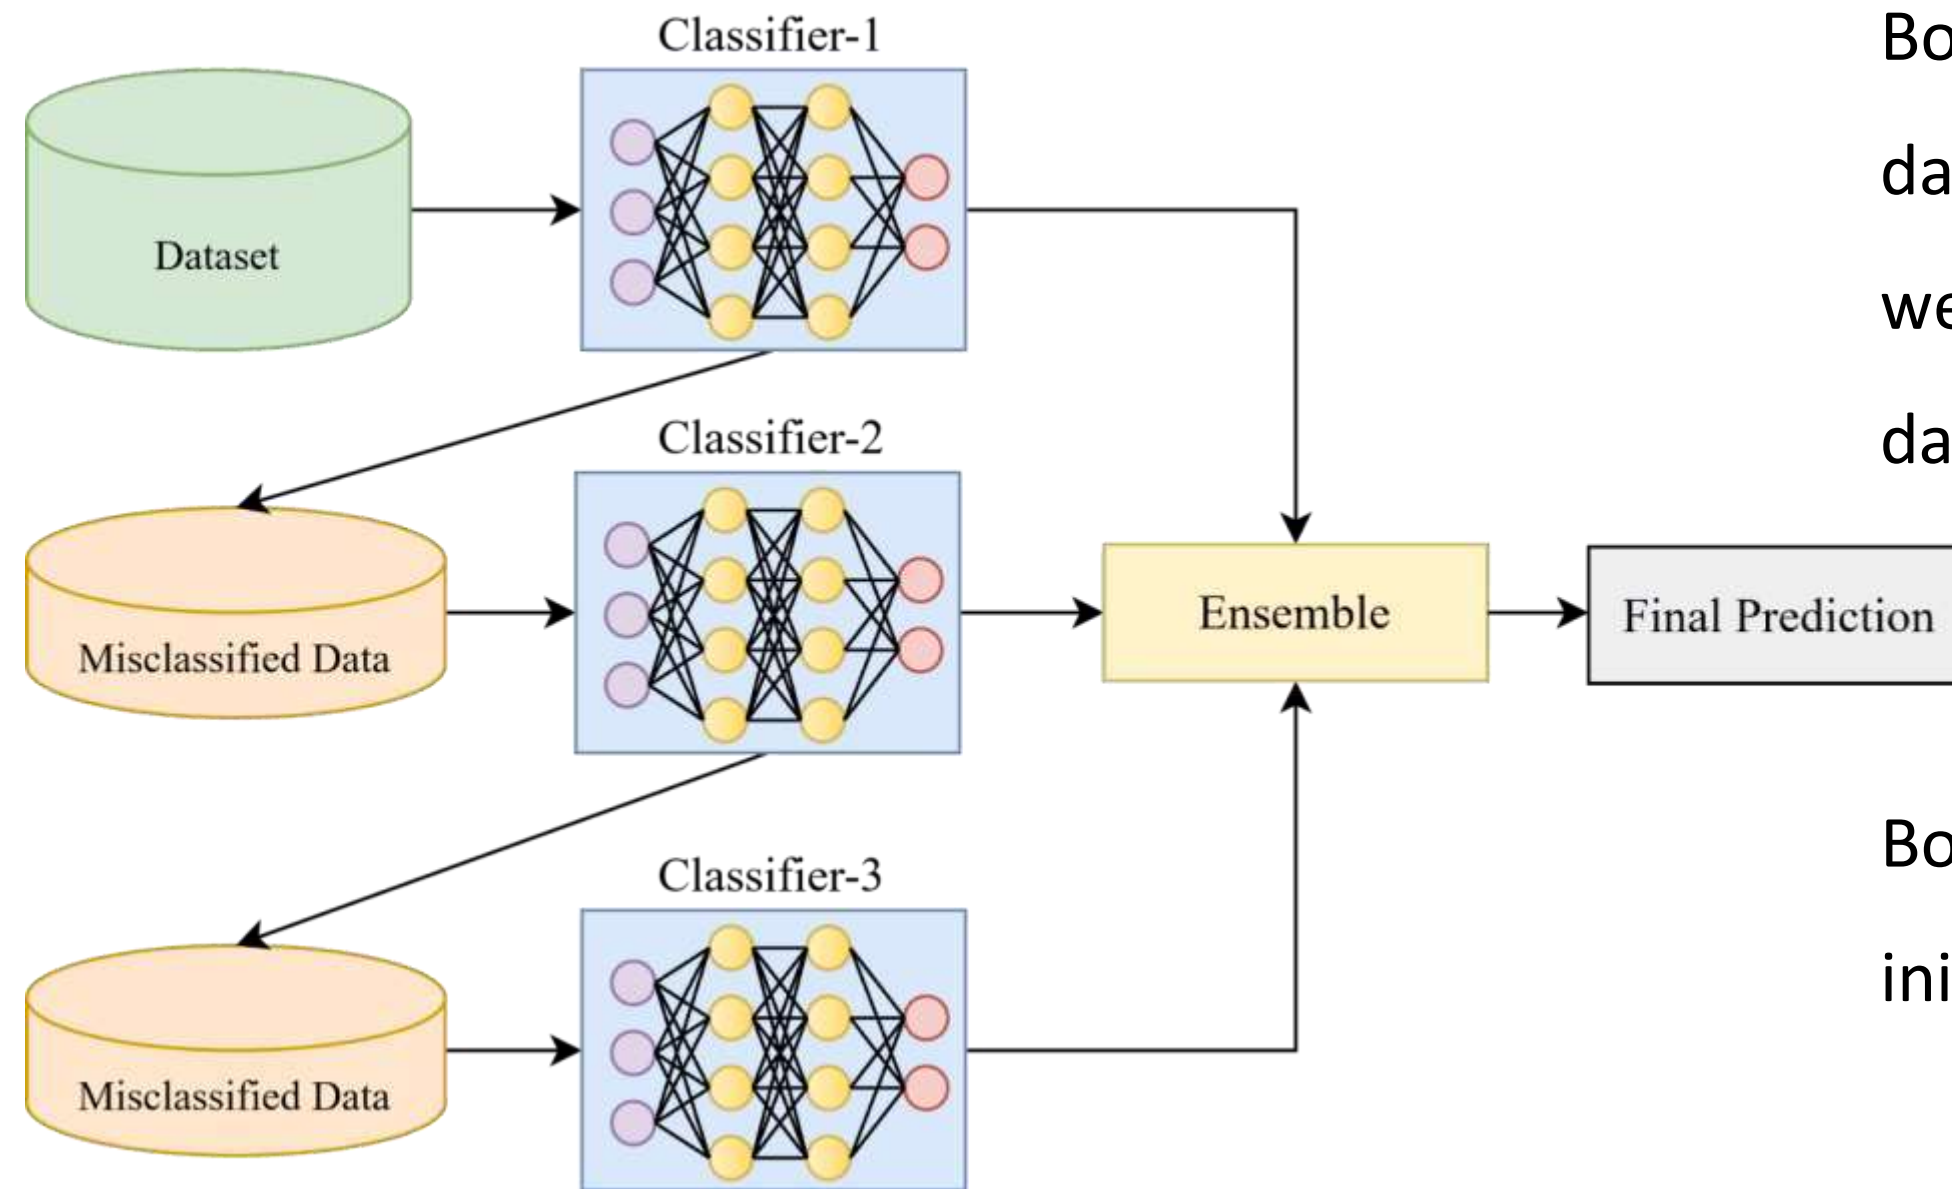 Classifier-1
Dataset
Classifier-2
Misclassified Data
Ensemble
Final Prediction
Classifier-3
Misclassified Data